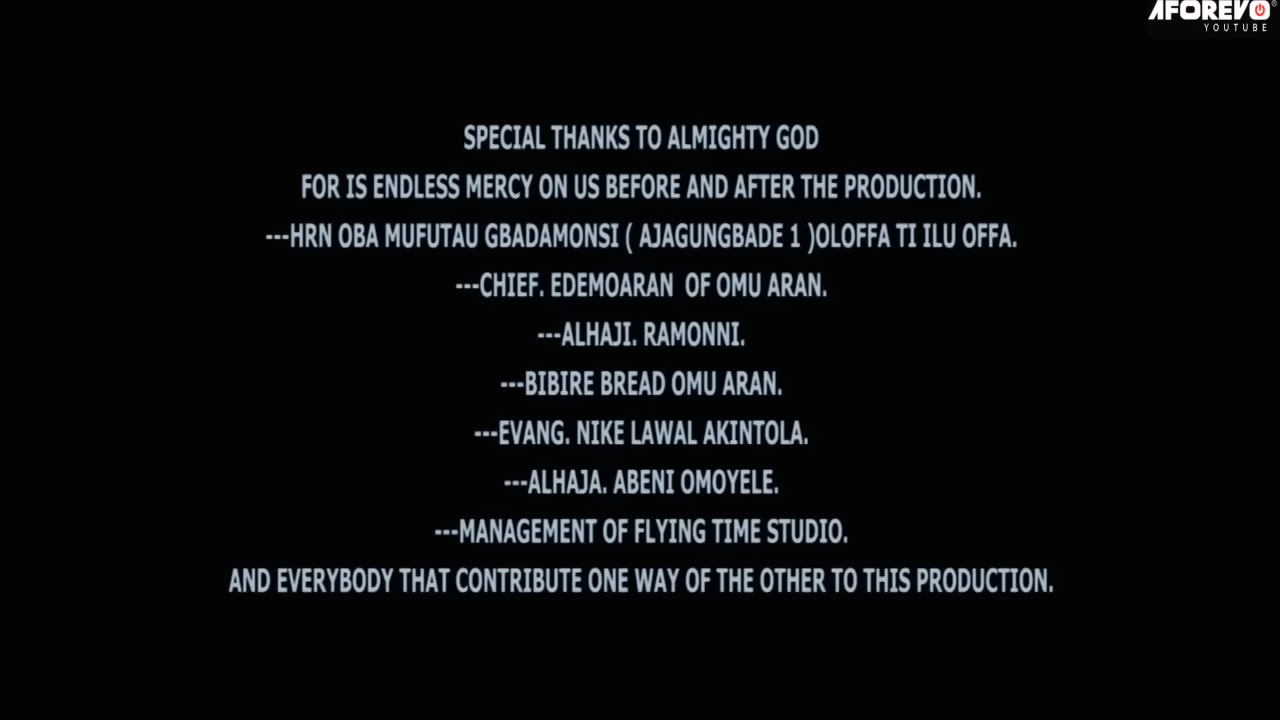 AFOREVO
YOUTUBE
SPECIAL THANKS TO ALMIGHTY GOD
FOR IS ENDLESS MERCY ON US BEFORE AND AFTER THE PRODUCTION.
---HRN OBA MUFUTAU GBADAMONSI ( AJAGUNGBADE 1 )OLOFFA TI ILU OFFA.
---CHIEF. EDEMOARAN  OF OMU ARAN.
---ALHAJI. RAMONNI.
---BIBIRE BREAD OMU ARAN.
---EVANG. NIKE LAWAL AKINTOLA.
---ALHAJA. ABENI OMOYELE.
---MANAGEMENT OF FLYING TIME STUDIO.
AND EVERYBODY THAT CONTRIBUTE ONE WAY OF THE OTHER TO THIS PRODUCTION.